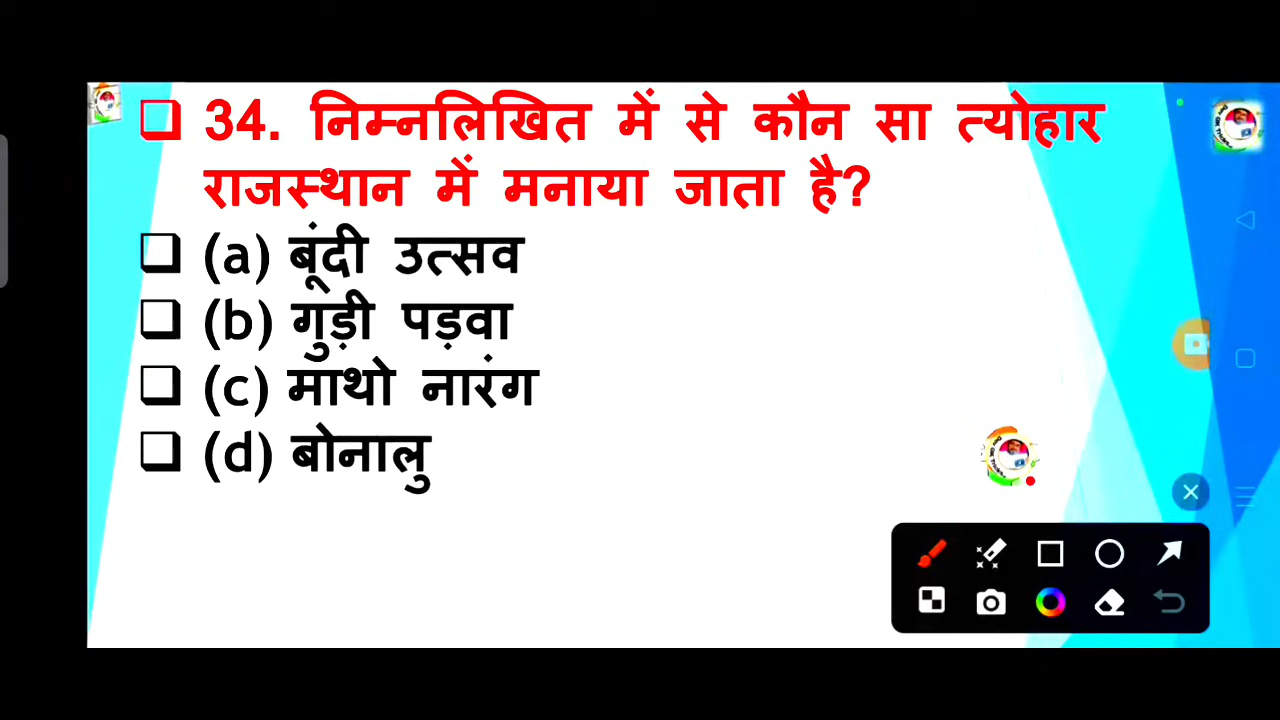 34. निम्नलिखित में से कौन सा त्योहार
राजस्थान में मनाया जाता है?
(a) बूंदी उत्सव
(b) गुड़ी पड़वा
(c) माथो नारंग
(d) बोनालु